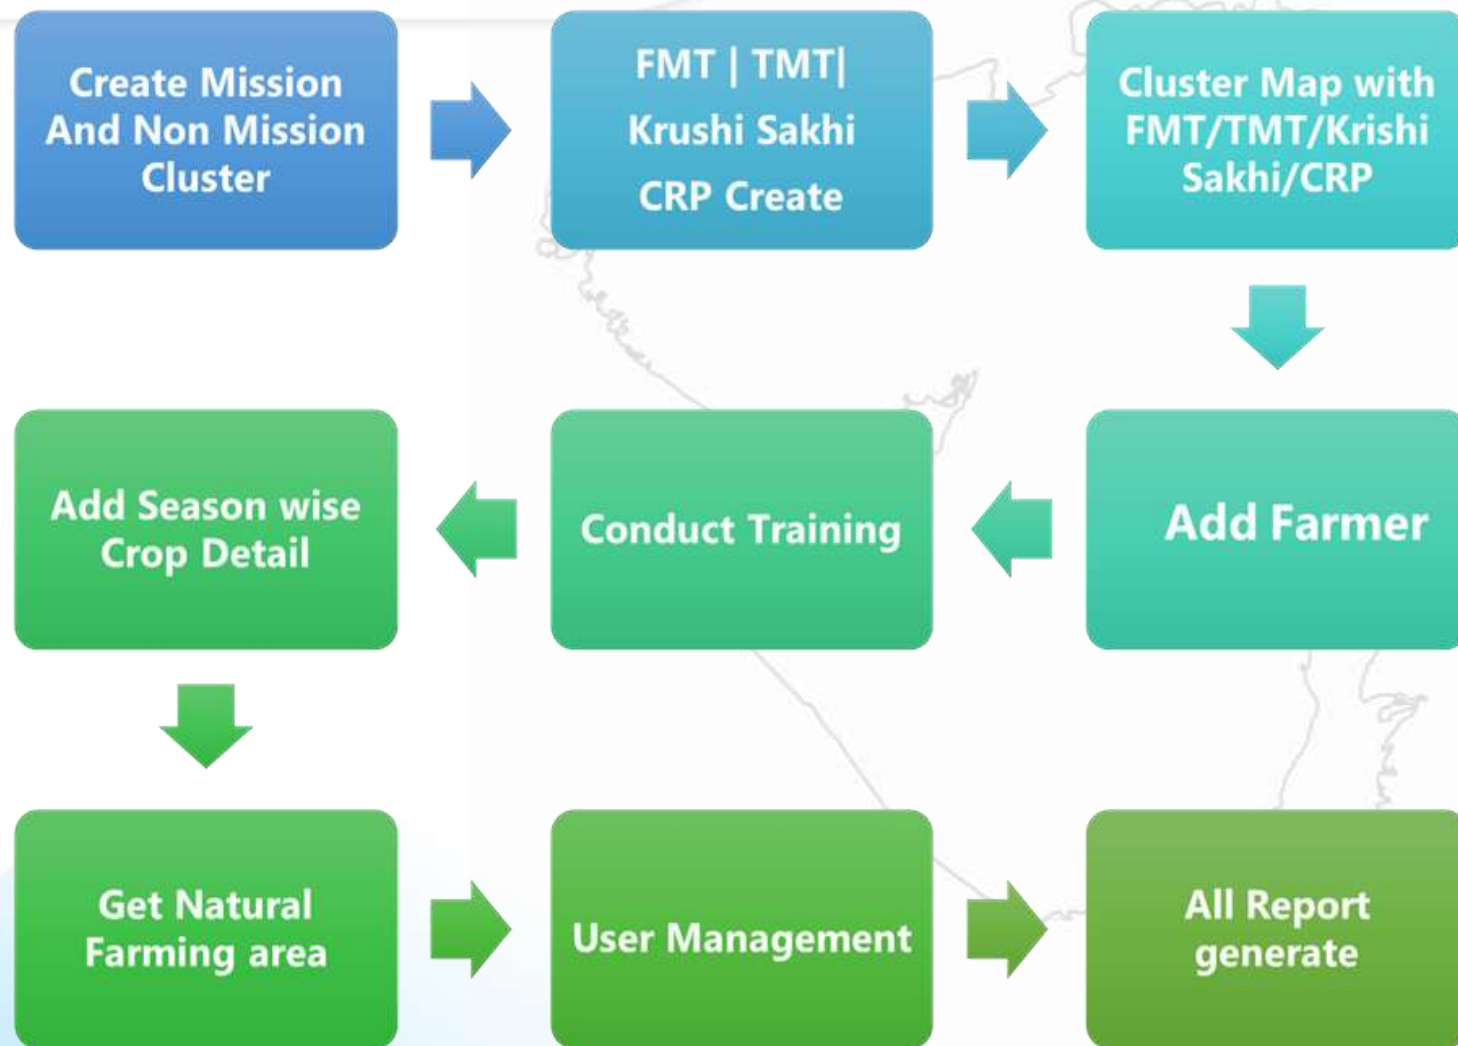 Create Mission
And Non Mission
Cluster
FMT | TMT|
Krushi Sakhi
CRP Create
Cluster Map with
FMT/TMT/Krishi
Sakhi/CRP
Add Farmer
Conduct Training
Add Season wise
Crop Detail
Get Natural
Farming area
User Management
All Report
generate